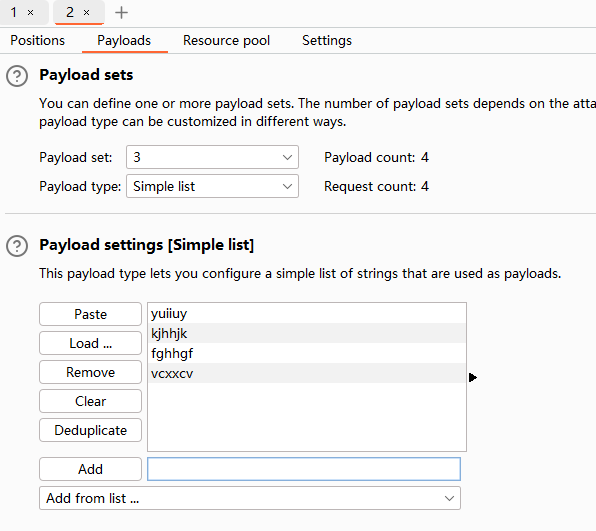 1 × 2 × +
Positions Payloads Resource pool Settings
? Payload sets
You can define one or more payload sets. The number of payload sets depends on the
payload type can be customized in different ways.
Payload set: 3 Payload count: 4
Payload type: Simple list Request count: 4
? Payload settings [Simple list]
This payload type lets you configure a simple list of strings that are used as payloads.
Paste
Load ...
Remove
Clear
Deduplicate
yuiiuy
kjhhjk
fghhgf
vcxxcv
Add
Add from list ...